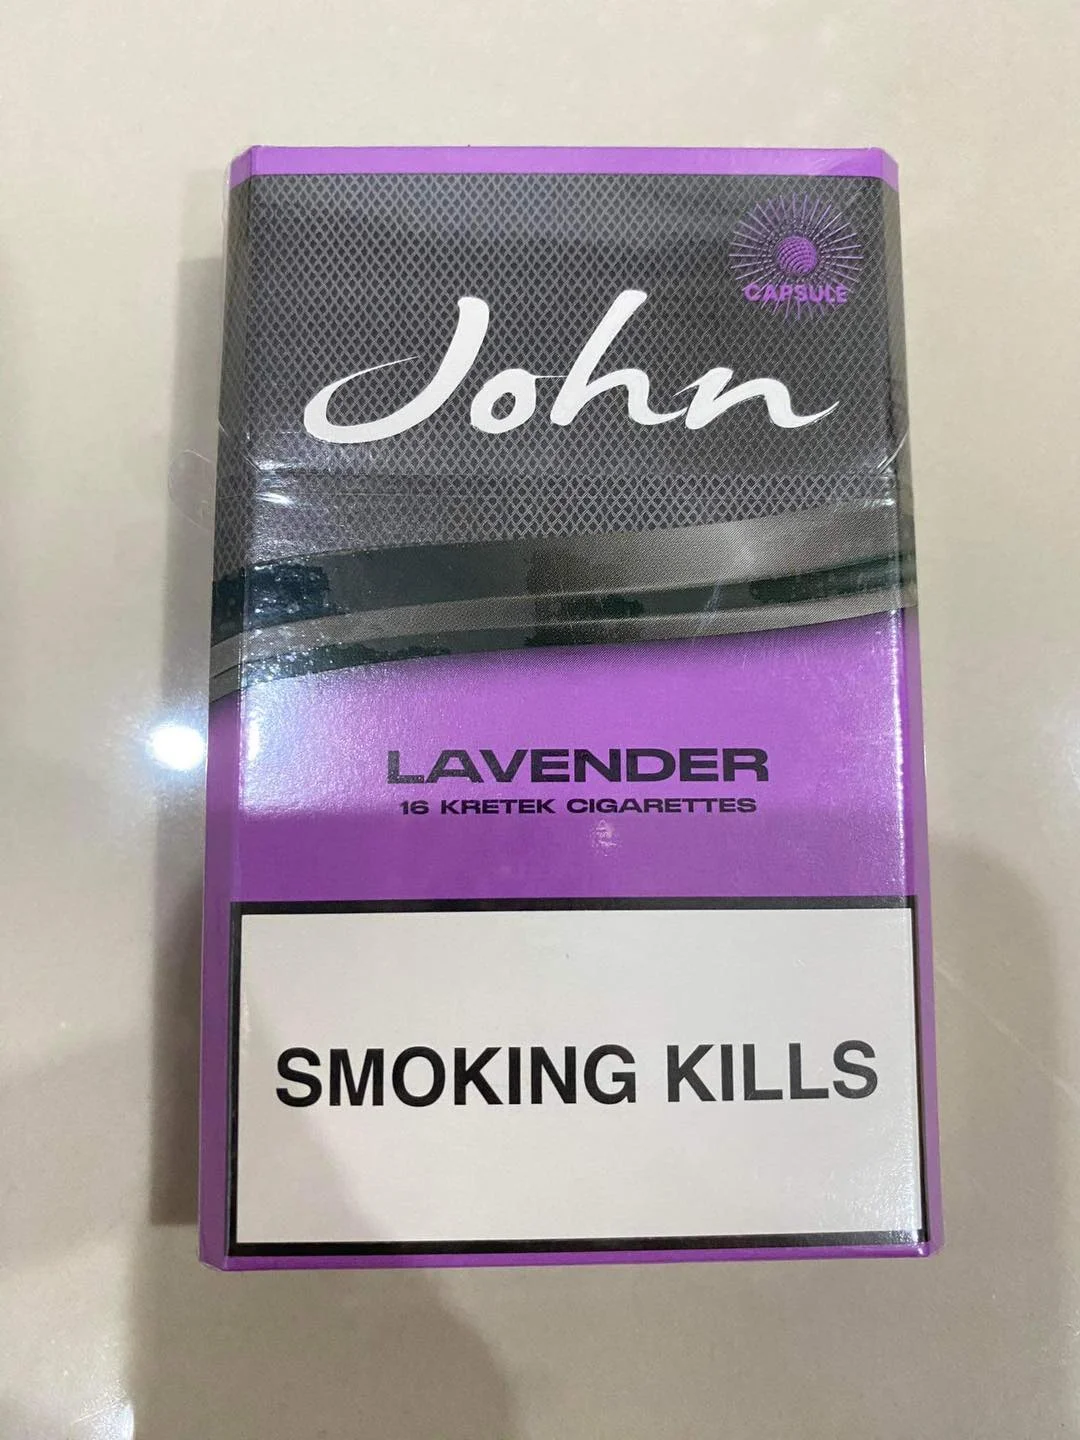 CAPSULE
John
LAVENDER
16 KRETEK CIGARETTES
SMOKING KILLS